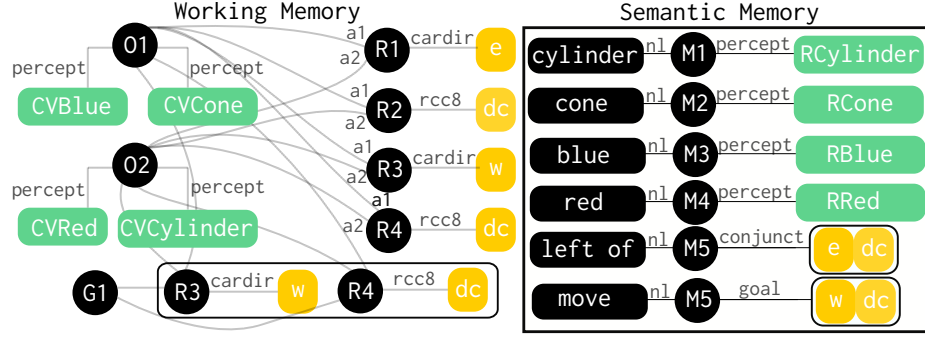 Working Memory
Semantic Memory
O1
percept
percept
CVBlue
CVCone
O2
percept
percept
CVRed
CVCylinder
a1
a2
R1
cardir
e
a1
a2
R2
rcc8
dc
a1
a2
R3
cardir
w
a1
a2
R4
rcc8
dc
G1
R3
cardir
w
R4
rcc8
dc
cylinder nl M1 percept RCylinder
cone nl M2 percept RCone
blue nl M3 percept RBlue
red nl M4 percept RRed
left of nl M5 conjunct e dc
move nl M5 goal w dc